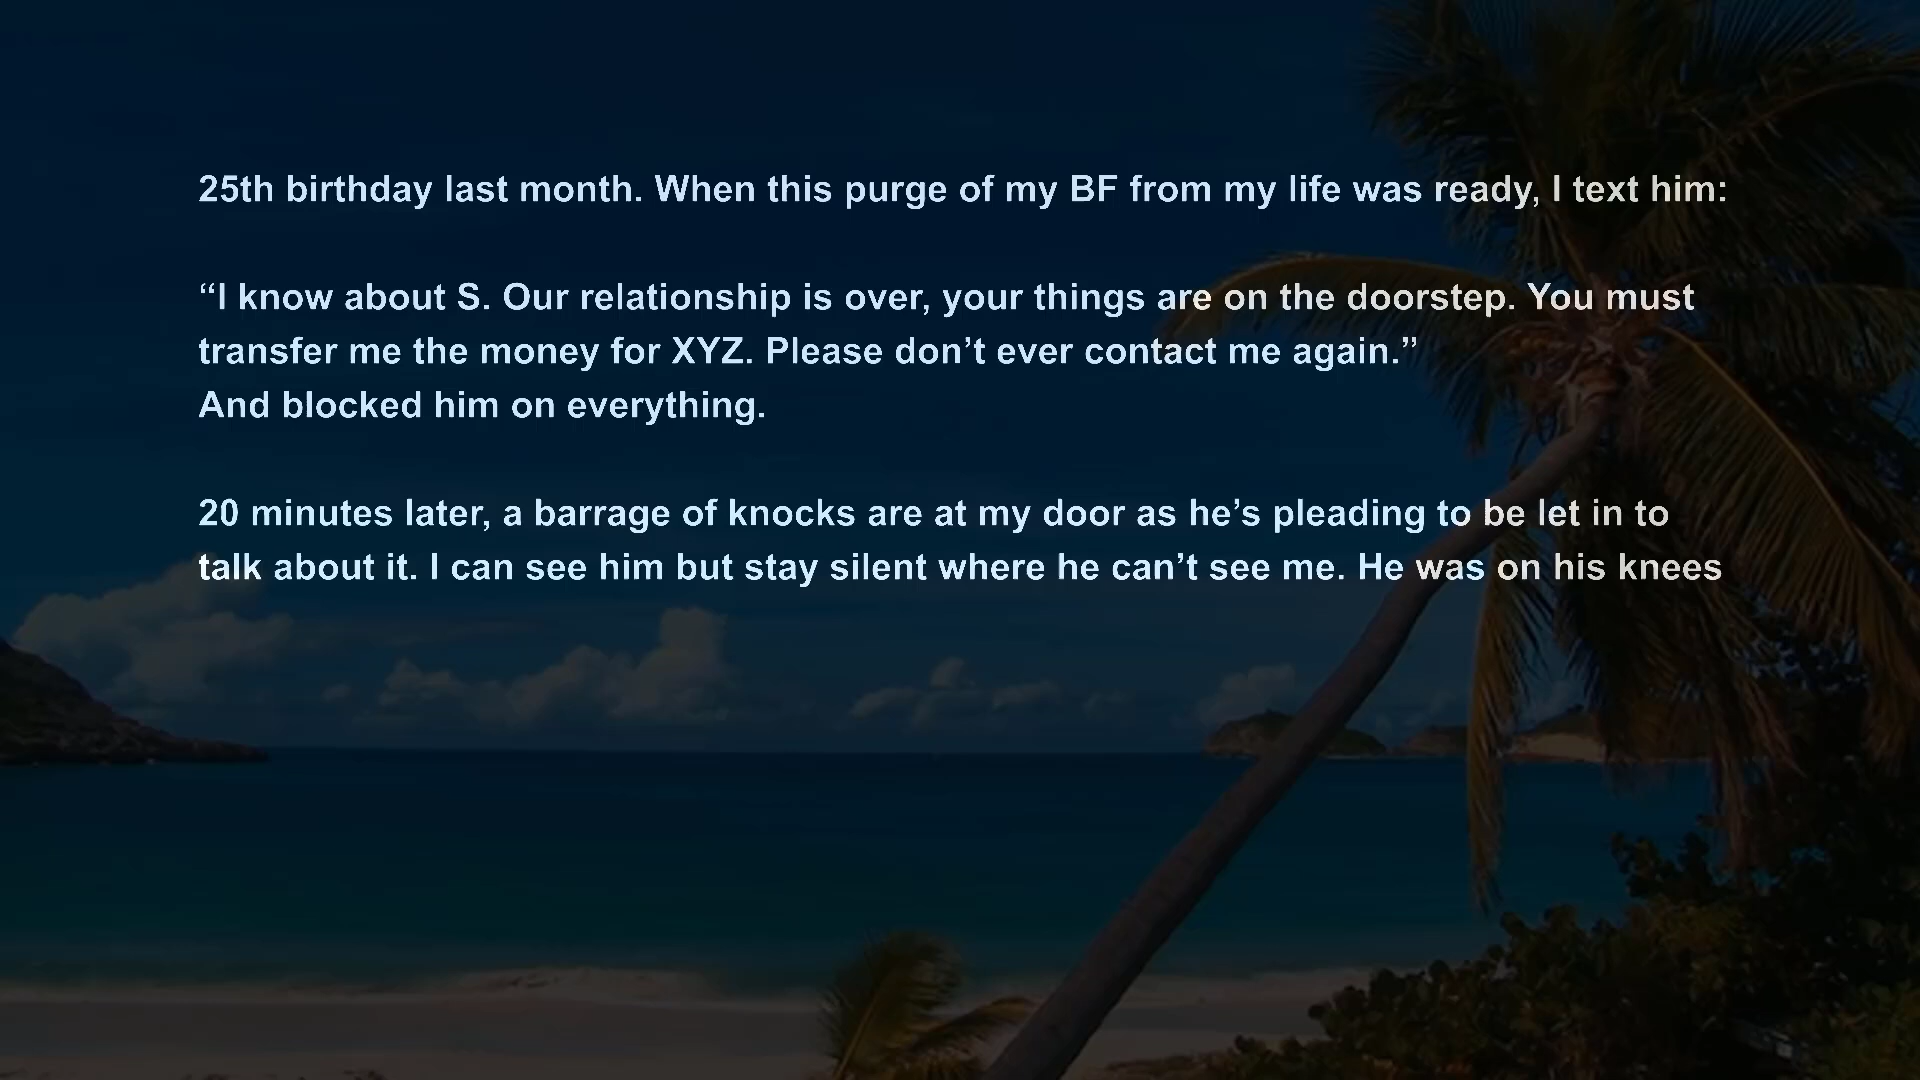 25th birthday last month. When this purge of my BF from my life was ready, I text him:
“I know about S. Our relationship is over, your things are on the doorstep. You must
transfer me the money for XYZ. Please don’t ever contact me again.”
And blocked him on everything.
20 minutes later, a barrage of knocks are at my door as he’s pleading to be let in to
talk about it. I can see him but stay silent where he can’t see me. He was on his knees